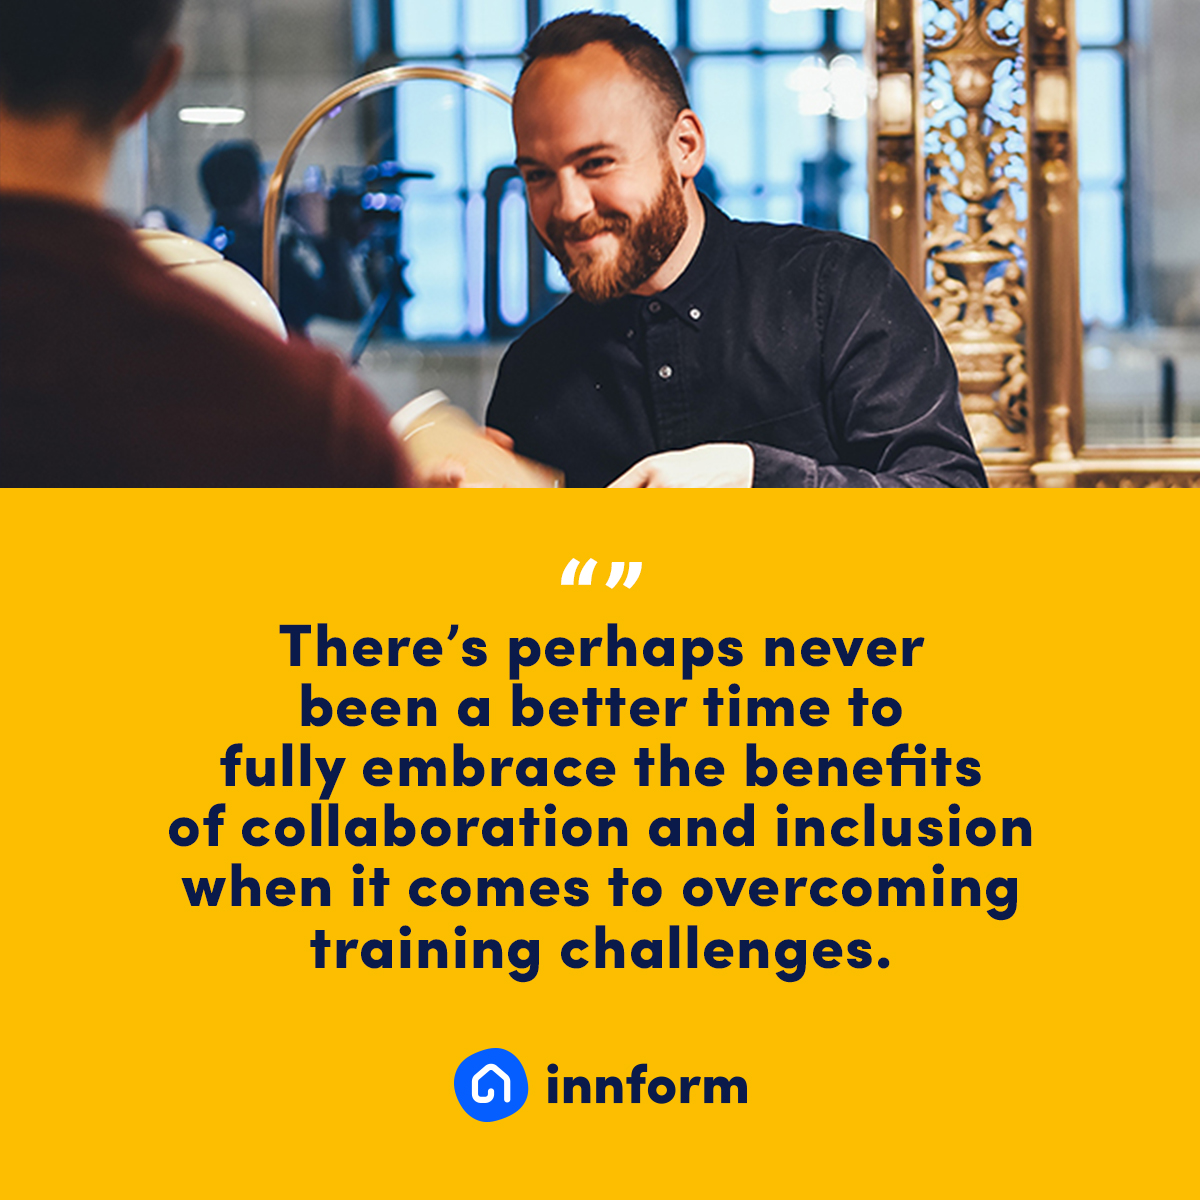 “”
There’s perhaps never
been a better time to
fully embrace the benefits
of collaboration and inclusion
when it comes to overcoming
training challenges.
innform